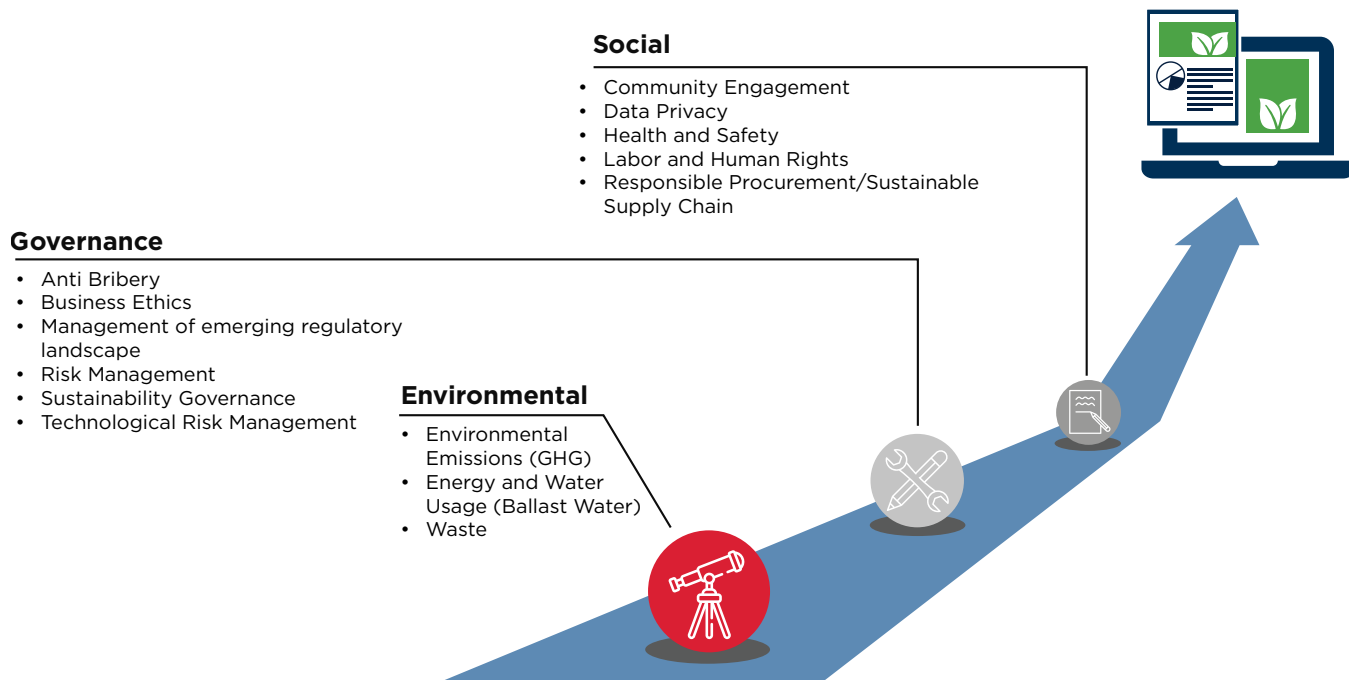 Social
• Community Engagement
• Data Privacy
• Health and Safety
• Labor and Human Rights
• Responsible Procurement/Sustainable
Supply Chain
Governance
• Anti Bribery
• Business Ethics
• Management of emerging regulatory
landscape
• Risk Management
• Sustainability Governance
• Technological Risk Management
Environmental
• Environmental
Emissions (GHG)
• Energy and Water
Usage (Ballast Water)
• Waste